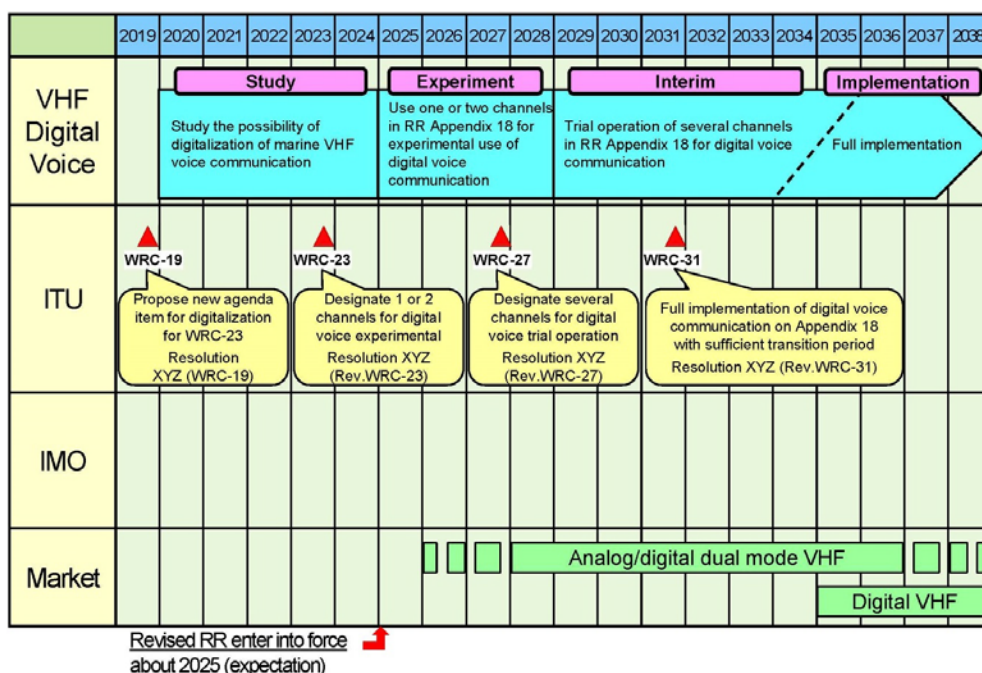 2019 2020 2021 2022 2023 2024 2025 2026 2027 2028 2029 2030 2031 2032 2033 2034 2035 2036 2037 2038
VHF
Digital
Voice
Study
Experiment
Interim
Implementation
Study the possibility of
digitalization of marine VHF
voice communication
Use one or two channels
in RR Appendix 18 for
experimental use of
digital voice
communication
Trial operation of several channels
in RR Appendix 18 for digital voice
communication
Full implementation
ITU
WRC-19
Propose new agenda
item for digitalization
for WRC-23
Resolution
XYZ (WRC-19)
WRC-23
Designate 1 or 2
channels for digital
voice experimental
Resolution XYZ
(Rev.WRC-23)
WRC-27
Designate several
channels for digital
voice trial operation
Resolution XYZ
(Rev.WRC-27)
WRC-31
Full implementation of digital voice
communication on Appendix 18
with sufficient transition period
Resolution XYZ (Rev.WRC-31)
IMO
Market
Analog/digital dual mode VHF
Digital VHF
Revised RR enter into force
about 2025 (expectation)